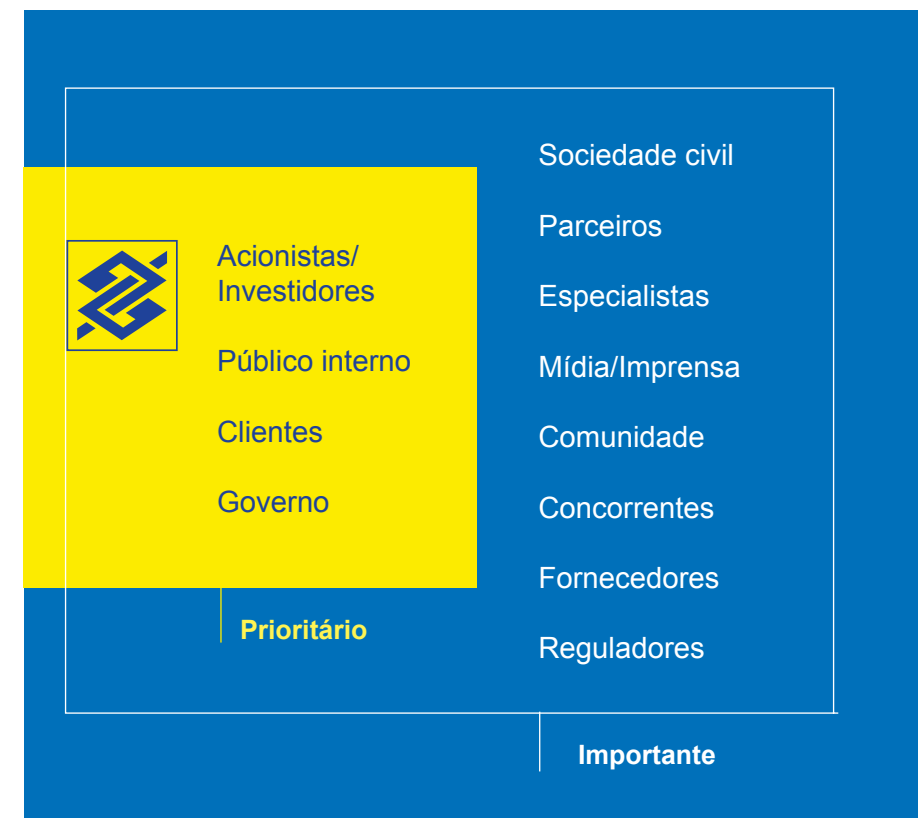 Acionistas/
Investidores
Público interno
Clientes
Governo
Prioritário
Sociedade civil
Parceiros
Especialistas
Mídia/Imprensa
Comunidade
Concorrentes
Fornecedores
Reguladores
Importante